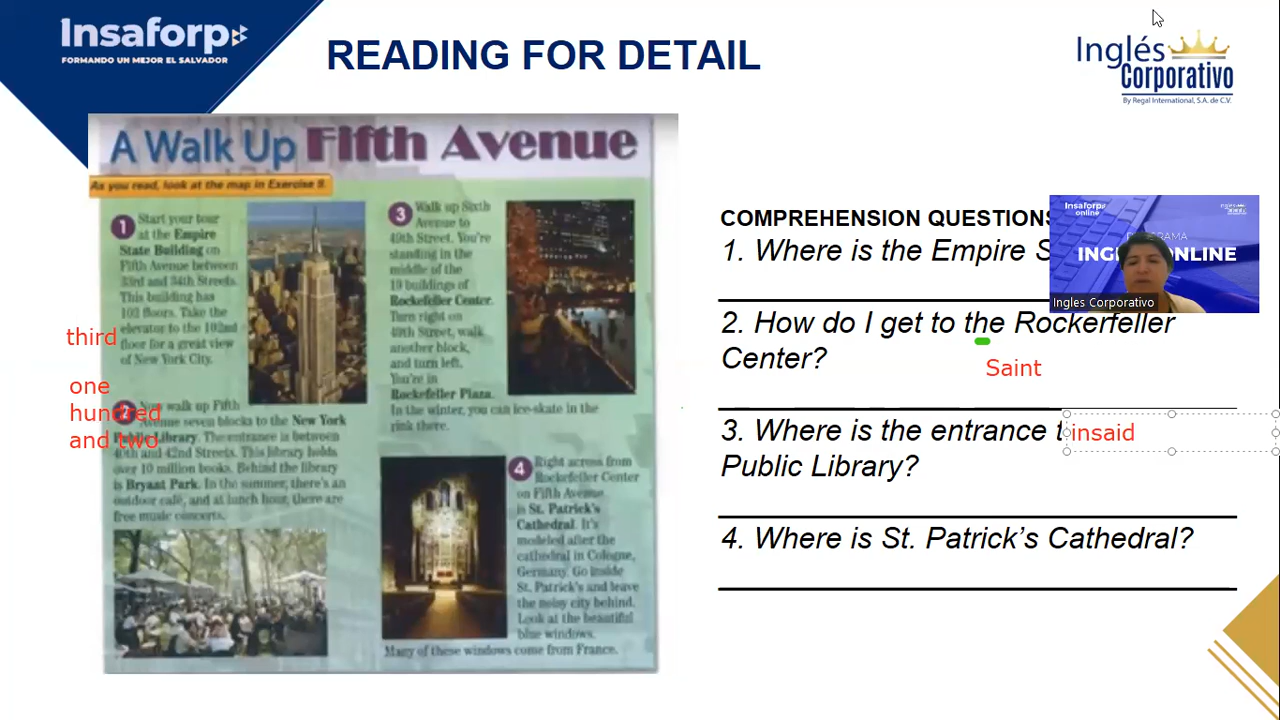 Insaforp
FORMANDO UN MEJOR EL SALVADOR
READING FOR DETAIL
Inglés
Corporativo
By Regal International, S.A. de C.V.
A Walk Up Fifth Avenue
As you read, look at the map in Exercise 9.
1 Start your tour
at the Empire
State Building on
Fifth Avenue between
33rd and 34th Streets.
This building has
102 floors. Take the
elevator to the 102nd
floor for a great view
of New York City.
third
one
hundred
and two
2 Now walk up Fifth
Avenue seven blocks to the New York
Public Library. The entrance is between
40th and 42nd Streets. This library holds
over 10 million books. Behind the library
is Bryant Park. In the summer, there's an
outdoor café, and at lunch hour, there are
free music concerts.
3 Walk up Sixth
Avenue to
49th Street. You're
standing in the
middle of the
19 buildings of
Rockefeller Center.
Turn right on
49th Street, walk
another block,
and turn left.
You're in
Rockefeller Plaza.
In the winter, you can ice-skate in the
rink there.
4 Right across from
Rockefeller Center
on Fifth Avenue
is St. Patrick's
Cathedral. It's
modeled after the
cathedral in Cologne,
Germany. Go inside
St. Patrick's and leave
the noisy city behind.
Look at the beautiful
blue windows.
Many of these windows come from France.
COMPREHENSION QUESTIONS
1. Where is the Empire S
Insaforp
online
INGL ONLINE
Ingles Corporativo
2. How do I get to the Rockerfeller
Center?
Saint
3. Where is the entrance t
insaid
Public Library?
4. Where is St. Patrick’s Cathedral?